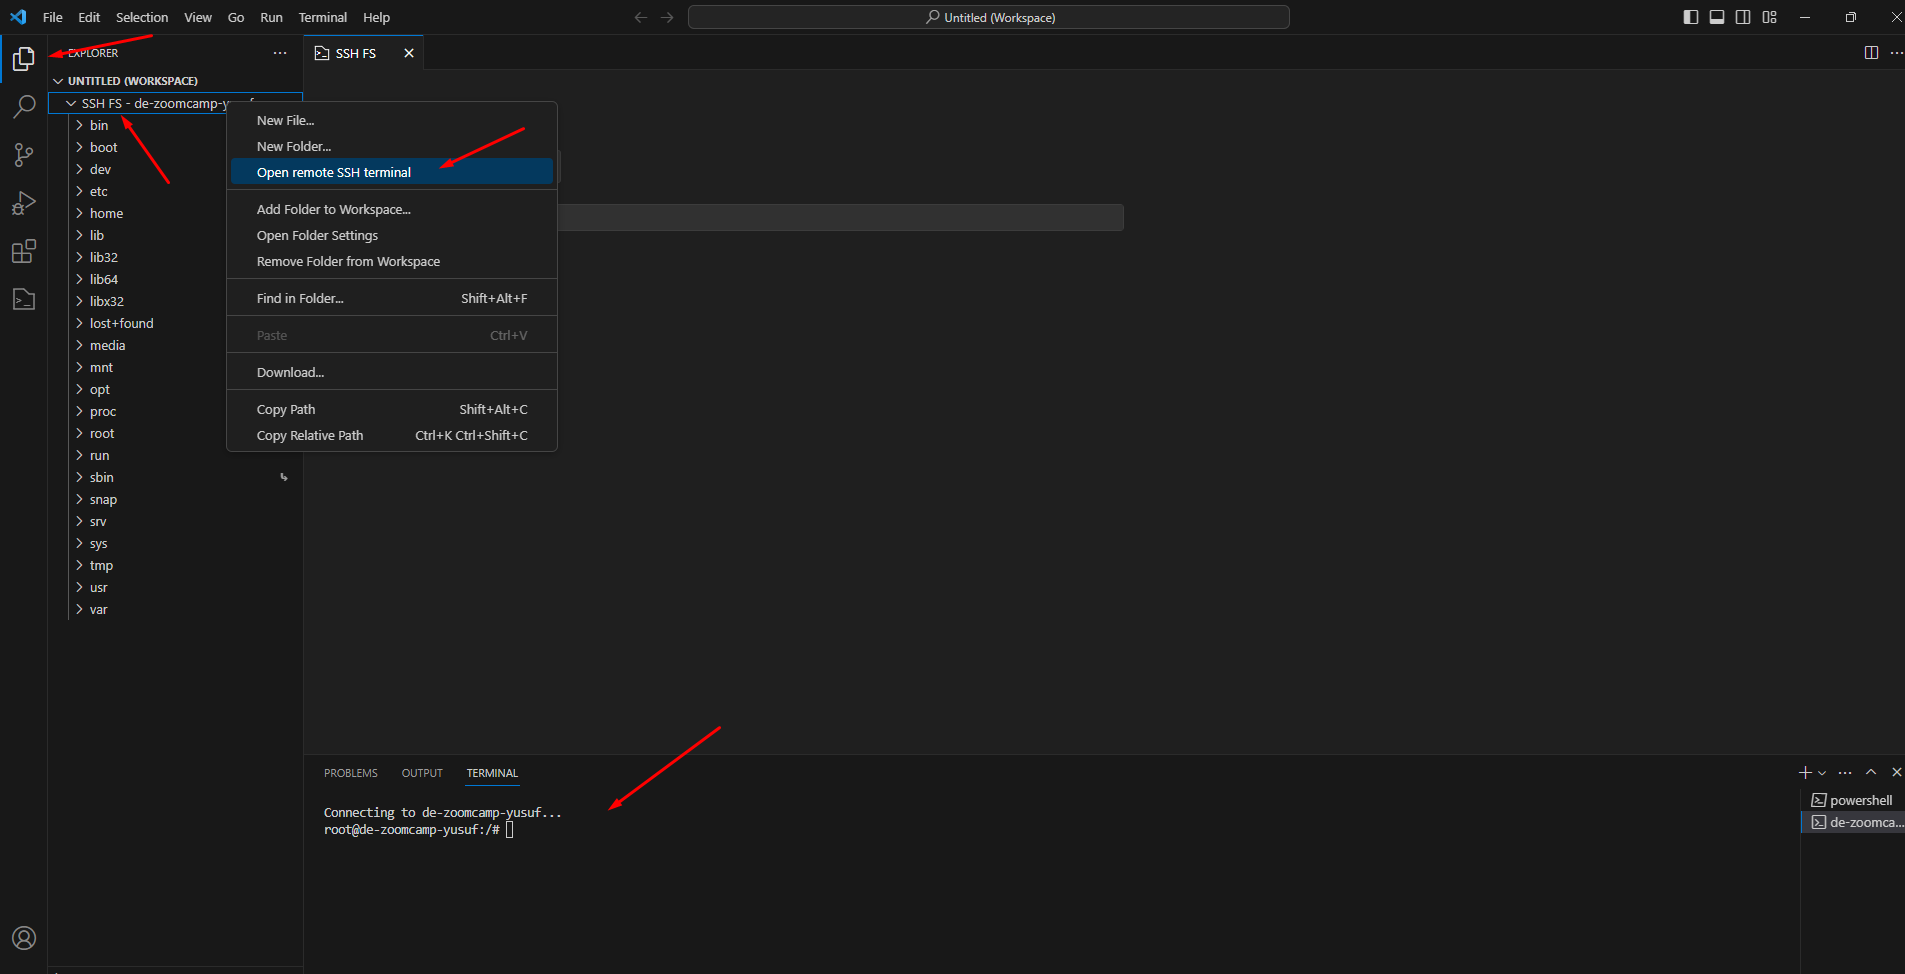 File Edit Selection View Go Run Terminal Help
Untitled (Workspace)
EXPLORER
SSH FS
UNTITLED (WORKSPACE)
SSH FS - de-zoomcamp-yusuf
bin
boot
dev
etc
home
lib
lib32
lib64
libx32
lost+found
media
mnt
opt
proc
root
run
sbin
snap
srv
sys
tmp
usr
var
New File...
New Folder...
Open remote SSH terminal
Add Folder to Workspace...
Open Folder Settings
Remove Folder from Workspace
Find in Folder... Shift+Alt+F
Paste Ctrl+V
Download...
Copy Path Shift+Alt+C
Copy Relative Path Ctrl+K Ctrl+Shift+C
PROBLEMS OUTPUT TERMINAL
Connecting to de-zoomcamp-yusuf...
root@de-zoomcamp-yusuf:/#
powershell
de-zoomca...